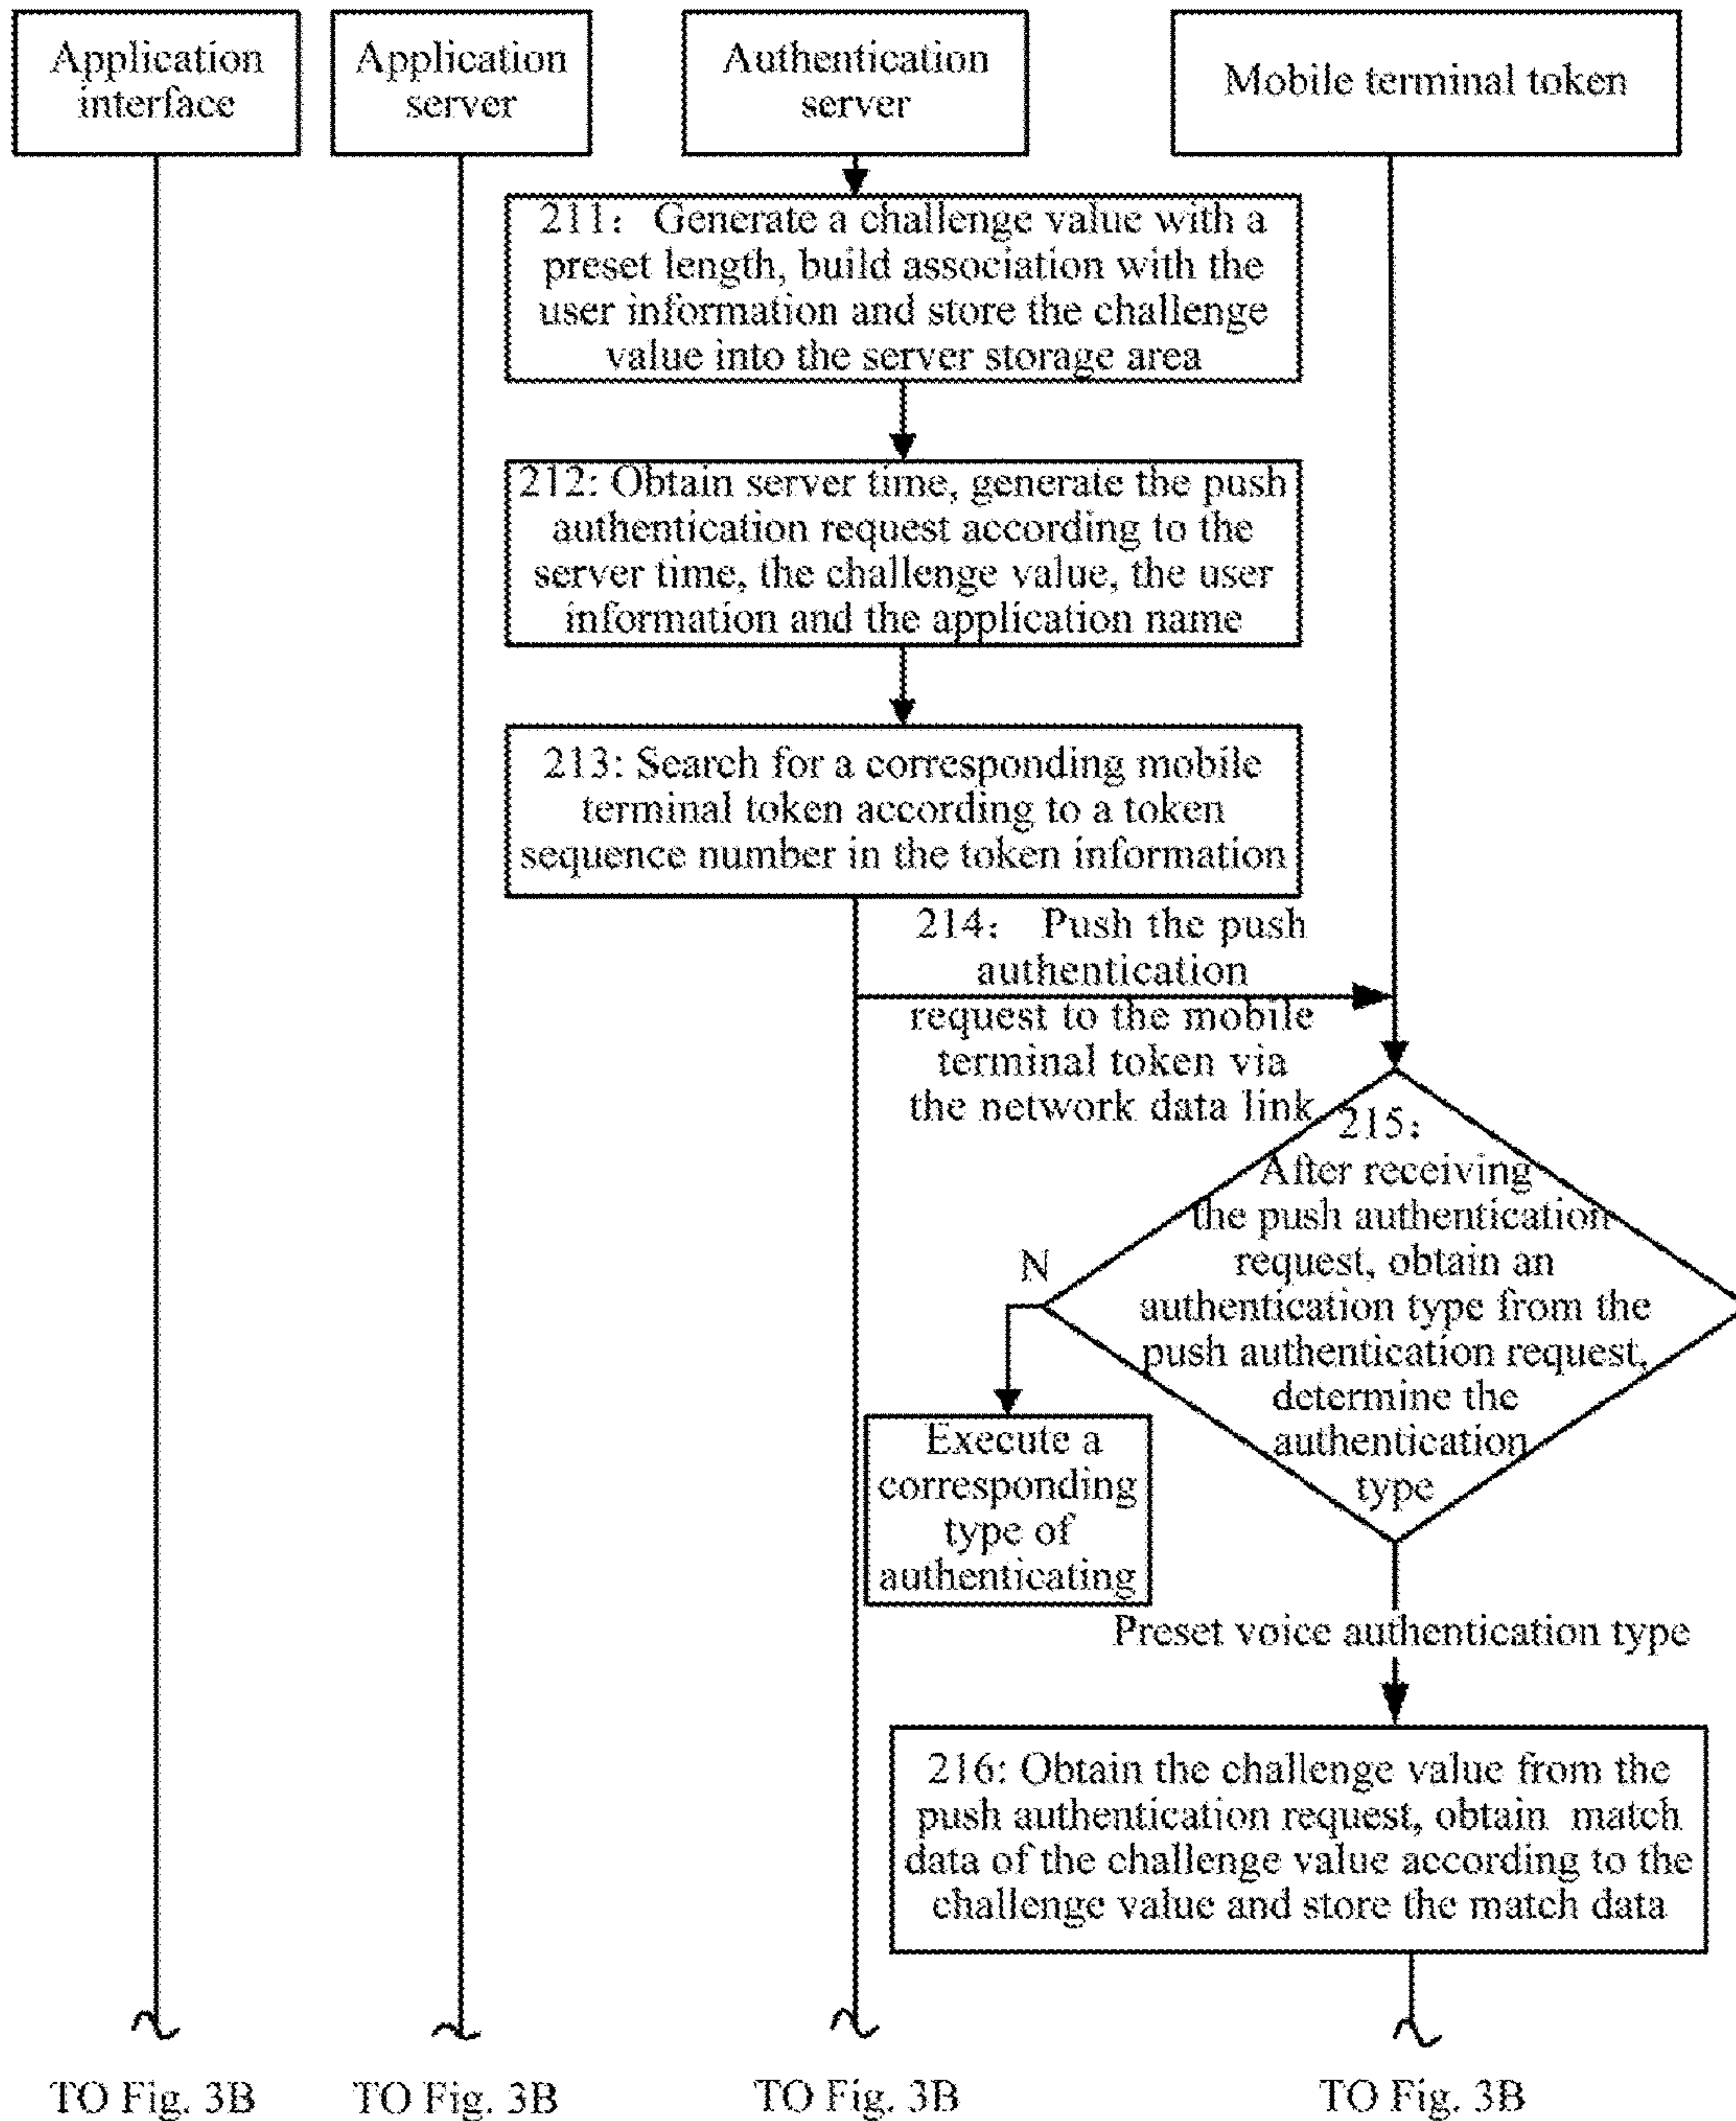 Application
interface
Application
server
Authentication
server
Mobile terminal token
211: Generate a challenge value with a
preset length, build association with the
user information and store the challenge
value into the server storage area
212: Obtain server time, generate the push
authentication request according to the
server time, the challenge value, the user
information and the application name
213: Search for a corresponding mobile
terminal token according to a token
sequence number in the token information
214: Push the push
authentication
request to the mobile
terminal token via
the network data link
215:
After receiving
the push authentication
request, obtain an
authentication type from the
push authentication request,
determine the
authentication
type
N
Execute a
corresponding
type of
authenticating
Preset voice authentication type
216: Obtain the challenge value from the
push authentication request, obtain match
data of the challenge value according to the
challenge value and store the match data
TO Fig. 3B
TO Fig. 3B
TO Fig. 3B
TO Fig. 3B